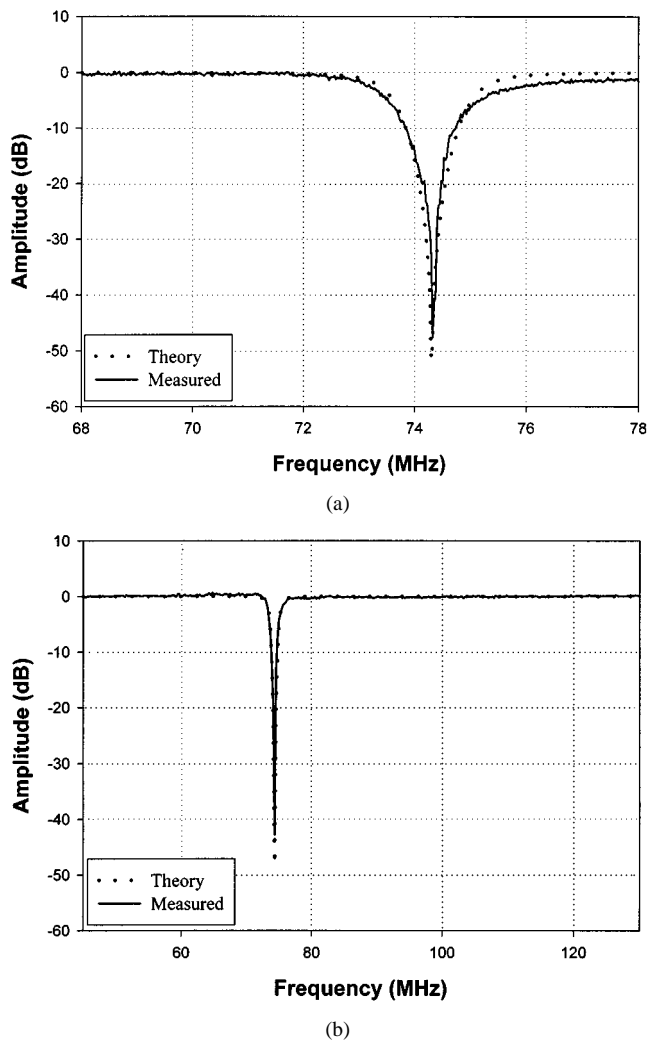 10
0
-10
-20
-30
-40
-50
-60
Amplitude (dB)
Theory
Measured
68 70 72 74 76 78
Frequency (MHz)
(a)
10
0
-10
-20
-30
-40
-50
-60
Amplitude (dB)
Theory
Measured
60 80 100 120
Frequency (MHz)
(b)